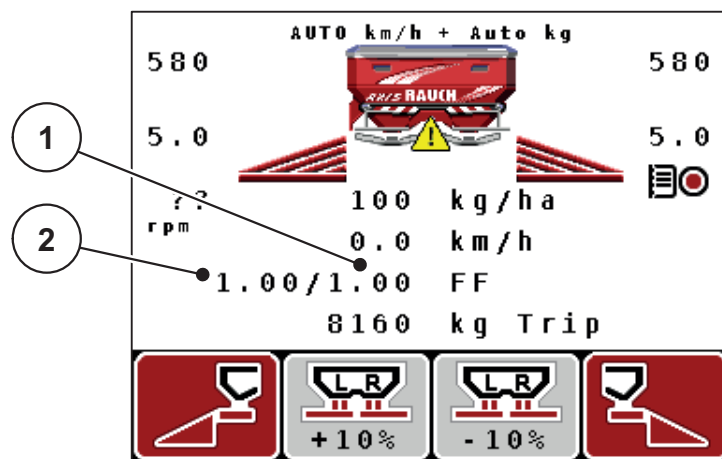 AUTO km/h + Auto kg
580 580
AXIS RAUCH
5.0 5.0
1
?? 100 kg/ha
rpm
0.0 km/h
2
1.00/1.00 FF
8160 kg Trip
L R L R
+10% -10%